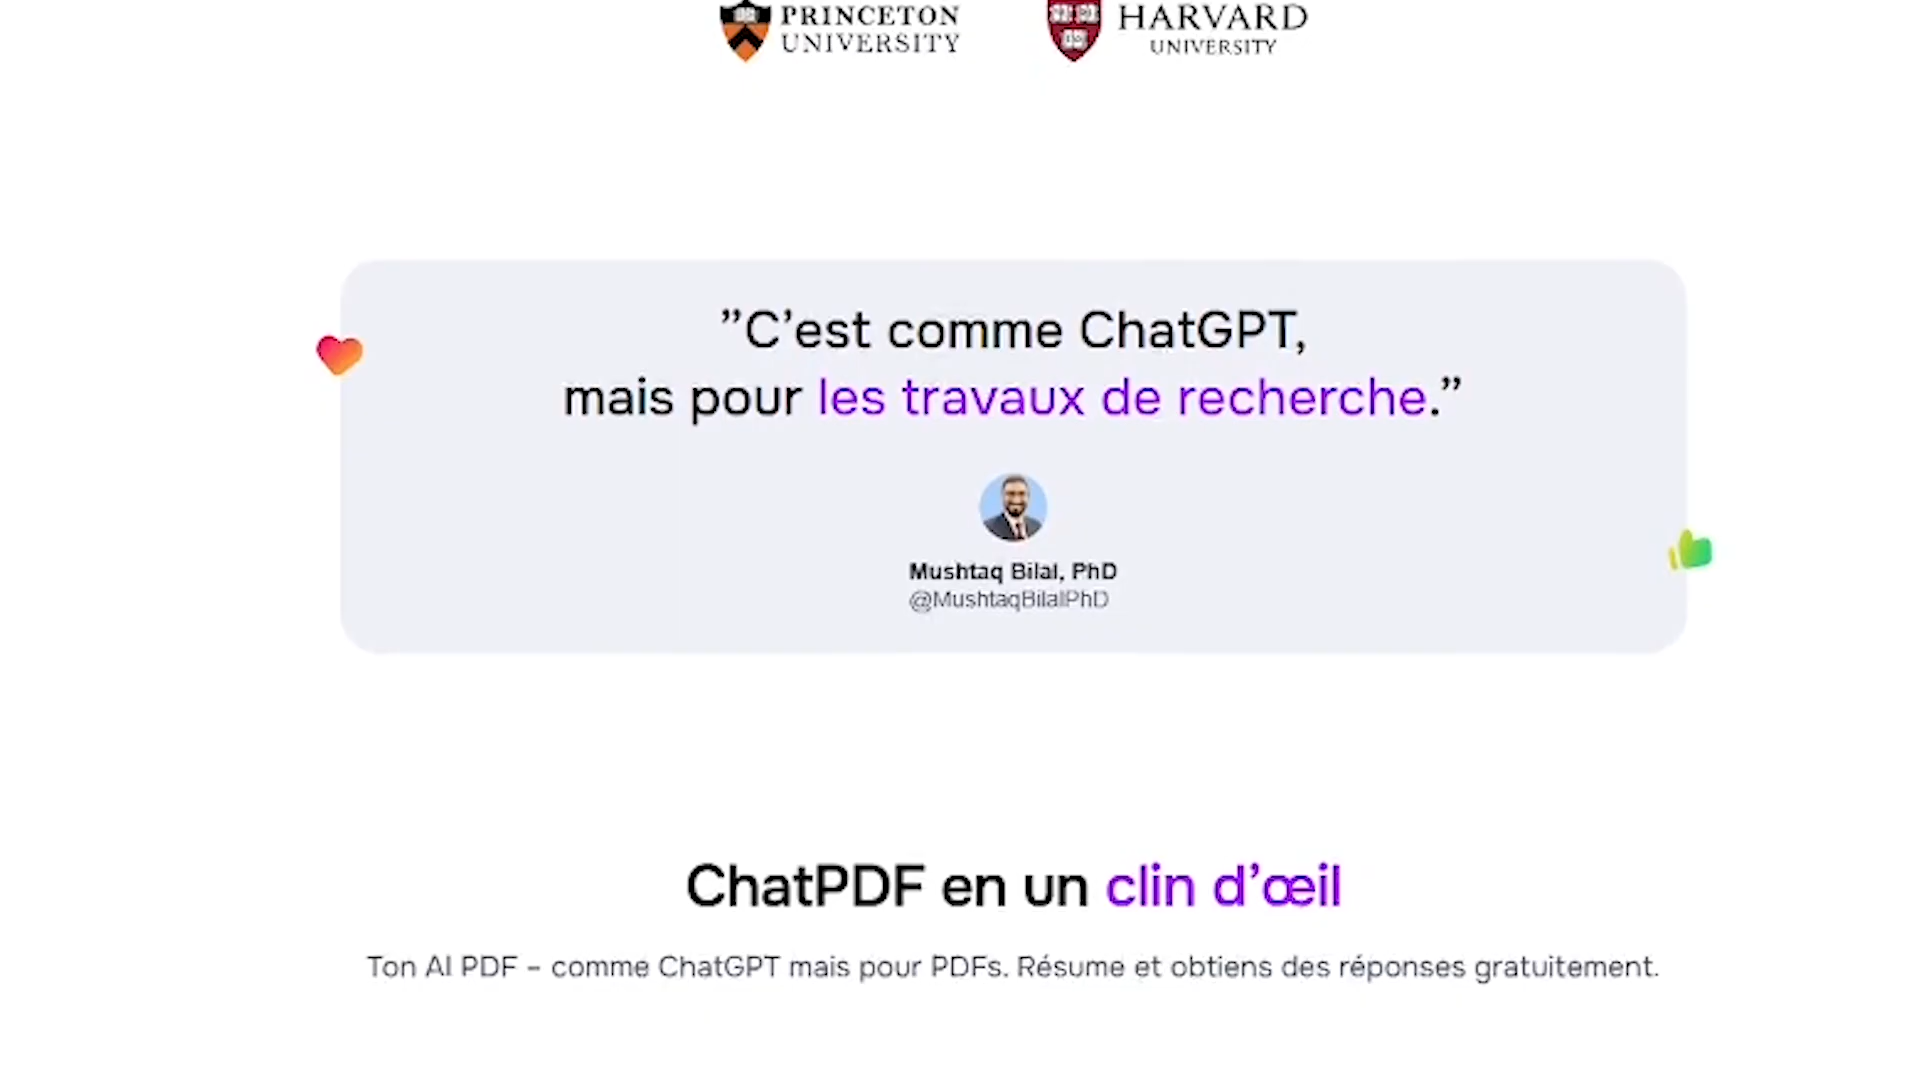 PRINCETON
UNIVERSITY
HARVARD
UNIVERSITY
”C’est comme ChatGPT,
mais pour les travaux de recherche.”
Mushtaq Bilal, PhD
@MushtaqBilalPhD
ChatPDF en un clin d’œil
Ton AI PDF – comme ChatGPT mais pour PDFs. Résume et obtiens des réponses gratuitement.